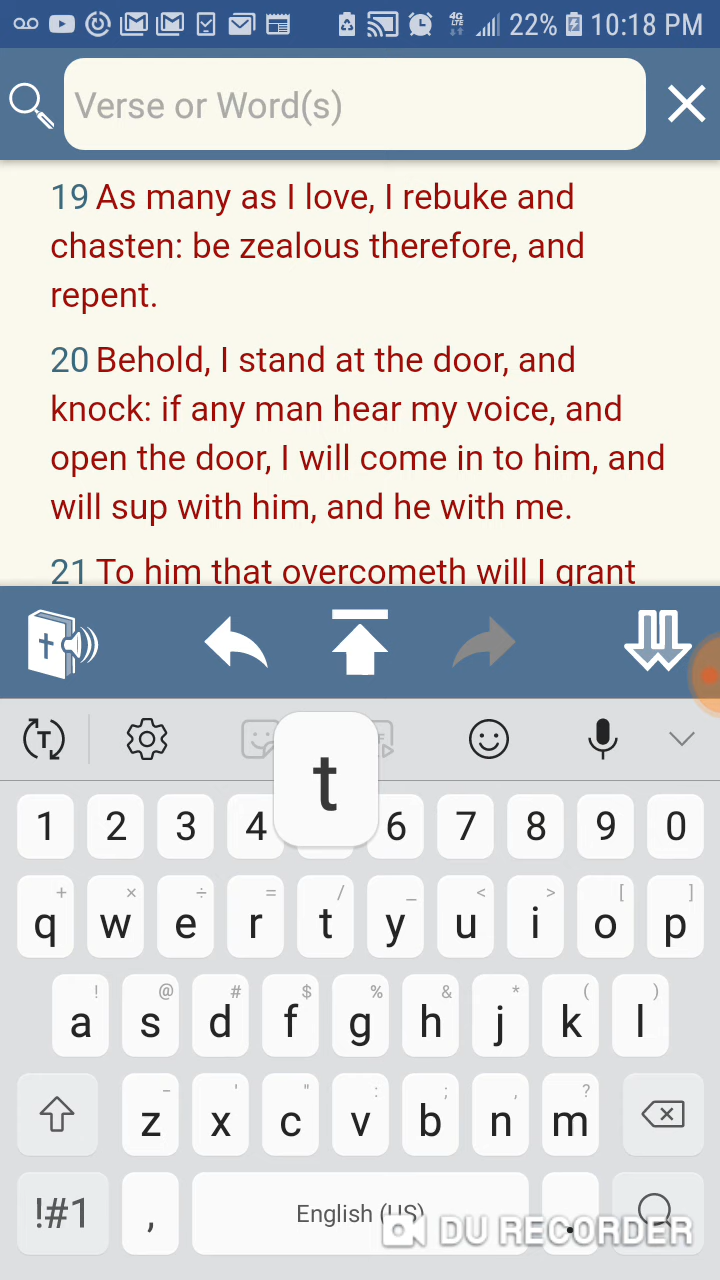 4G
LTE
22%
10:18 PM
Verse or Word(s)
19 As many as I love, I rebuke and
chasten: be zealous therefore, and
repent.
20 Behold, I stand at the door, and
knock: if any man hear my voice, and
open the door, I will come in to him, and
will sup with him, and he with me.
21 To him that overcometh will I grant
T
t
1 2 3 4 6 7 8 9 0
+ × ÷ = / _ < > [ ]
q w e r t y u i o p
! @ # $ % & * ( )
a s d f g h j k l
- ' " : ; , ?
z x c v b n m
!#1 , English (US) .
DU RECORDER